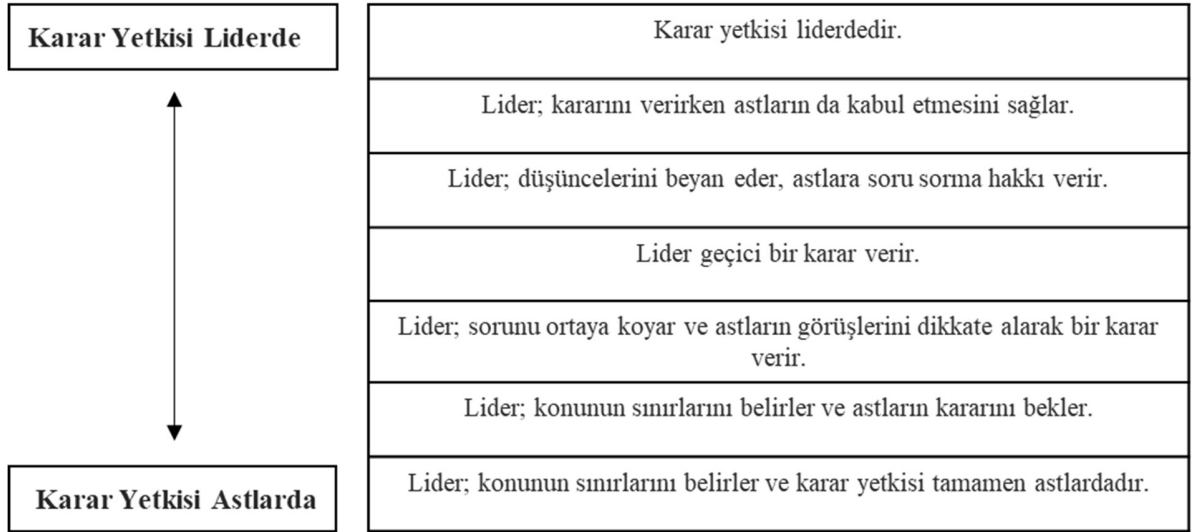 Karar Yetkisi Liderde
Karar yetkisi liderdedir.
Lider; kararını verirken astların da kabul etmesini sağlar.
Lider; düşüncelerini beyan eder, astlara soru sorma hakkı verir.
Lider geçici bir karar verir.
Lider; sorunu ortaya koyar ve astların görüşlerini dikkate alarak bir karar
verir.
Lider; konunun sınırlarını belirler ve astların kararını bekler.
Karar Yetkisi Astlarda
Lider; konunun sınırlarını belirler ve karar yetkisi tamamen astlardadır.